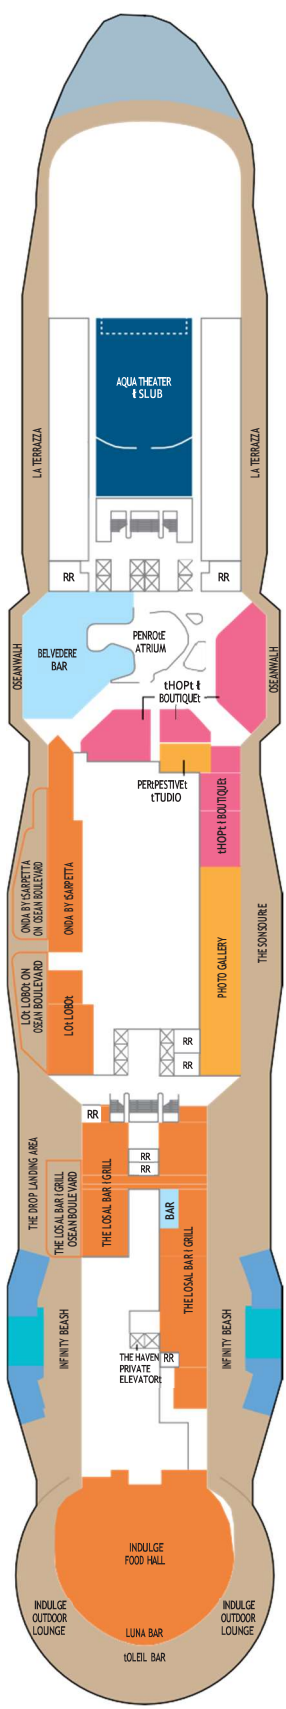 AQUA THEATER
ŧ SLUB
LA TERRAZZA
LA TERRAZZA
RR
RR
OSEANWALH
BELVEDERE
BAR
PENROtE
ATRIUM
OSEANWALH
tHOPt ŧ
BOUTIQUEt
PERtPESTIVEt
tTUDIO
tHOPt ŧ BOUTIQUEt
ONDA BY tSARPETTA
ON OSEAN BOULEVARD
ONDA BY tSARPETTA
THE SONSOURtE
PHOTO GALLERY
LOt LOBOt ON
OSEAN BOULEVARD
LOt LOBOt
RR
RR
RR
THE DROP LANDING AREA
THE LOSAL BAR ŧ GRILL
OSEAN BOULEVARD
THE LOSAL BAR ŧ GRILL
RR
RR
BAR
THE LOSAL BAR ŧ GRILL
INFINITY BEASH
INFINITY BEASH
THE HAVEN
PRIVATE
ELEVATORt
RR
INDULGE
FOOD HALL
INDULGE
OUTDOOR
LOUNGE
INDULGE
OUTDOOR
LOUNGE
LUNA BAR
tOLEIL BAR